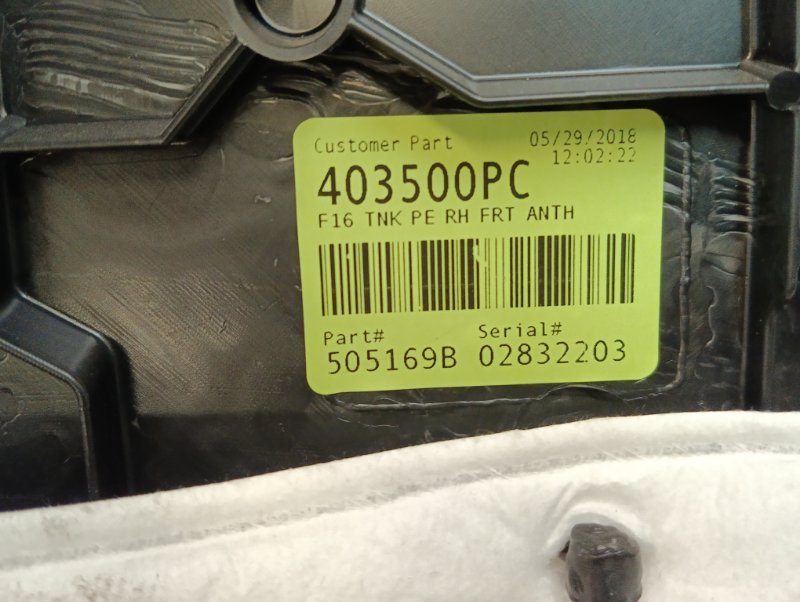 Customer Part 05/29/2018
12:02:22
403500PC
F16 TNK PE RH FRT ANTH
Part# Serial#
505169B 02832203